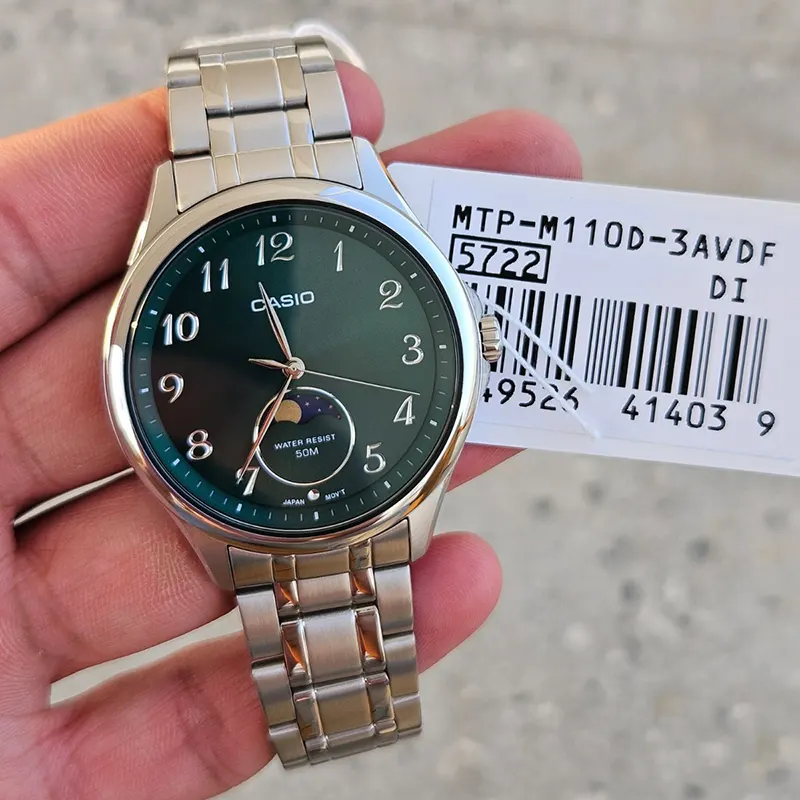 12
11 1
CASIO
10 2
9 3
8 4
WATER RESIST
50M
7 5
JAPAN MOV'T
MTP-M110D-3AVDF
5722
DI
49526 41403 9